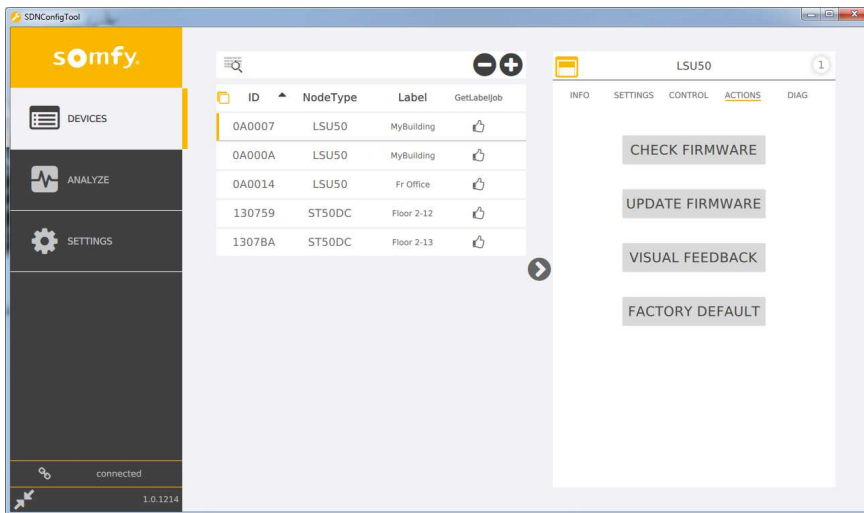 SDNConfigTool
somfy.
DEVICES
ANALYZE
SETTINGS
connected
1.0.1214
ID NodeType Label GetLabelJob
0A0007 LSU50 MyBuilding
0A000A LSU50 MyBuilding
0A0014 LSU50 Fr Office
130759 ST50DC Floor 2-12
1307BA ST50DC Floor 2-13
LSU50 1
INFO SETTINGS CONTROL ACTIONS DIAG
CHECK FIRMWARE
UPDATE FIRMWARE
VISUAL FEEDBACK
FACTORY DEFAULT